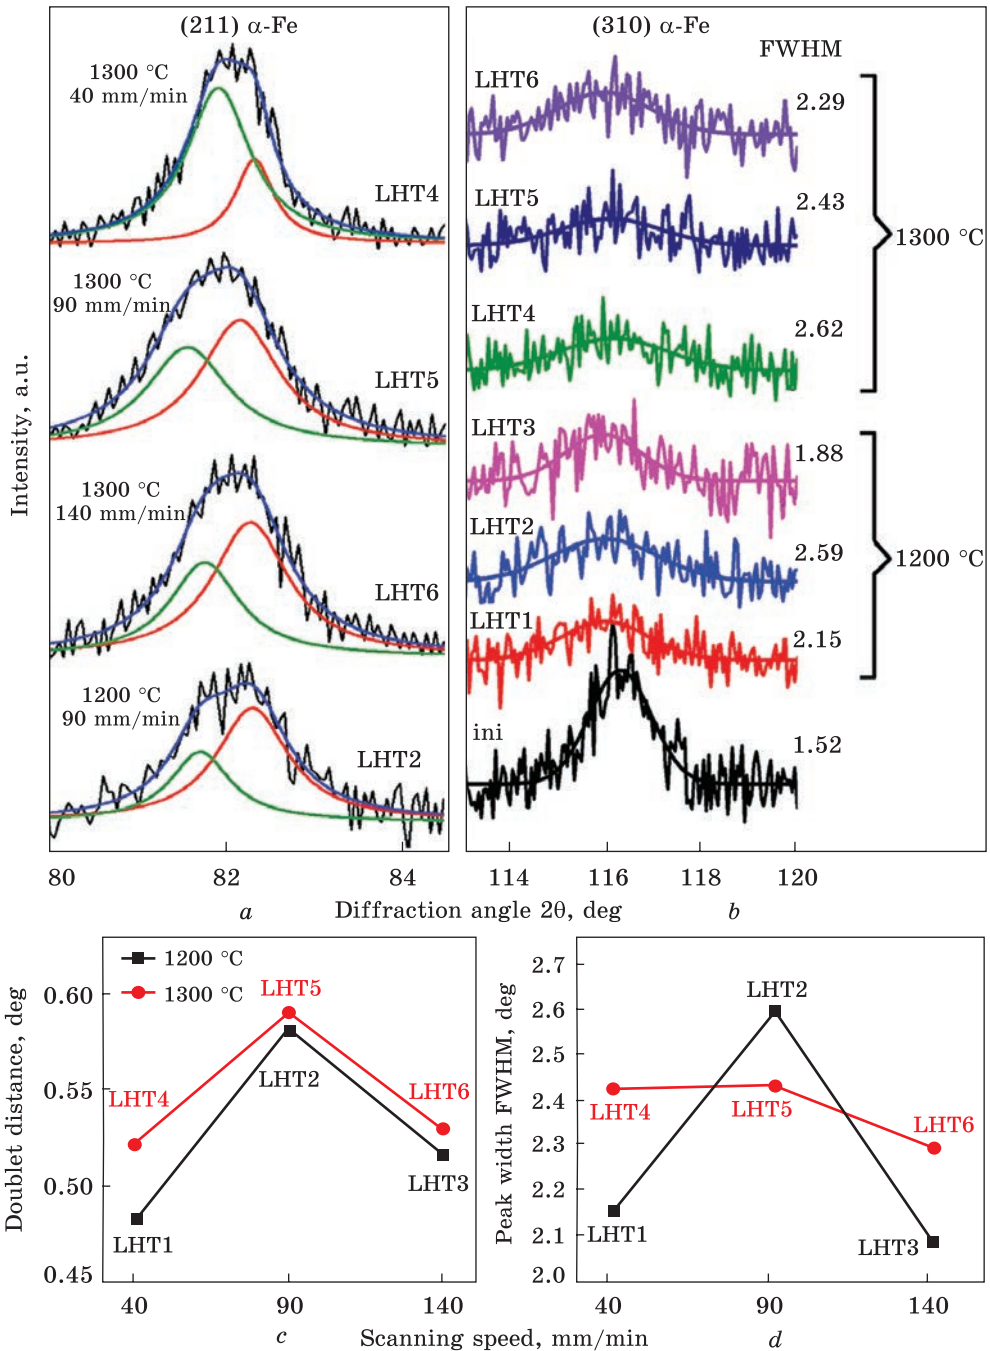 (211) α-Fe
1300 °C
40 mm/min
LHT4
1300 °C
90 mm/min
LHT5
1300 °C
140 mm/min
LHT6
1200 °C
90 mm/min
LHT2
Intensity, a.u.
80 82 84
a
(310) α-Fe
FWHM
LHT6 2.29
LHT5 2.43
LHT4 2.62
1300 °C
LHT3 1.88
LHT2 2.59
LHT1 2.15
1200 °C
ini 1.52
114 116 118 120
b
Diffraction angle 2θ, deg
1200 °C
1300 °C
Doublet distance, deg
0.60
0.55
0.50
0.45
LHT5
LHT2
LHT4
LHT6
LHT3
LHT1
40 90 140
c
Scanning speed, mm/min
Peak width FWHM, deg
2.7
2.6
2.5
2.4
2.3
2.2
2.1
2.0
LHT2
LHT4
LHT5
LHT6
LHT1
LHT3
40 90 140
d